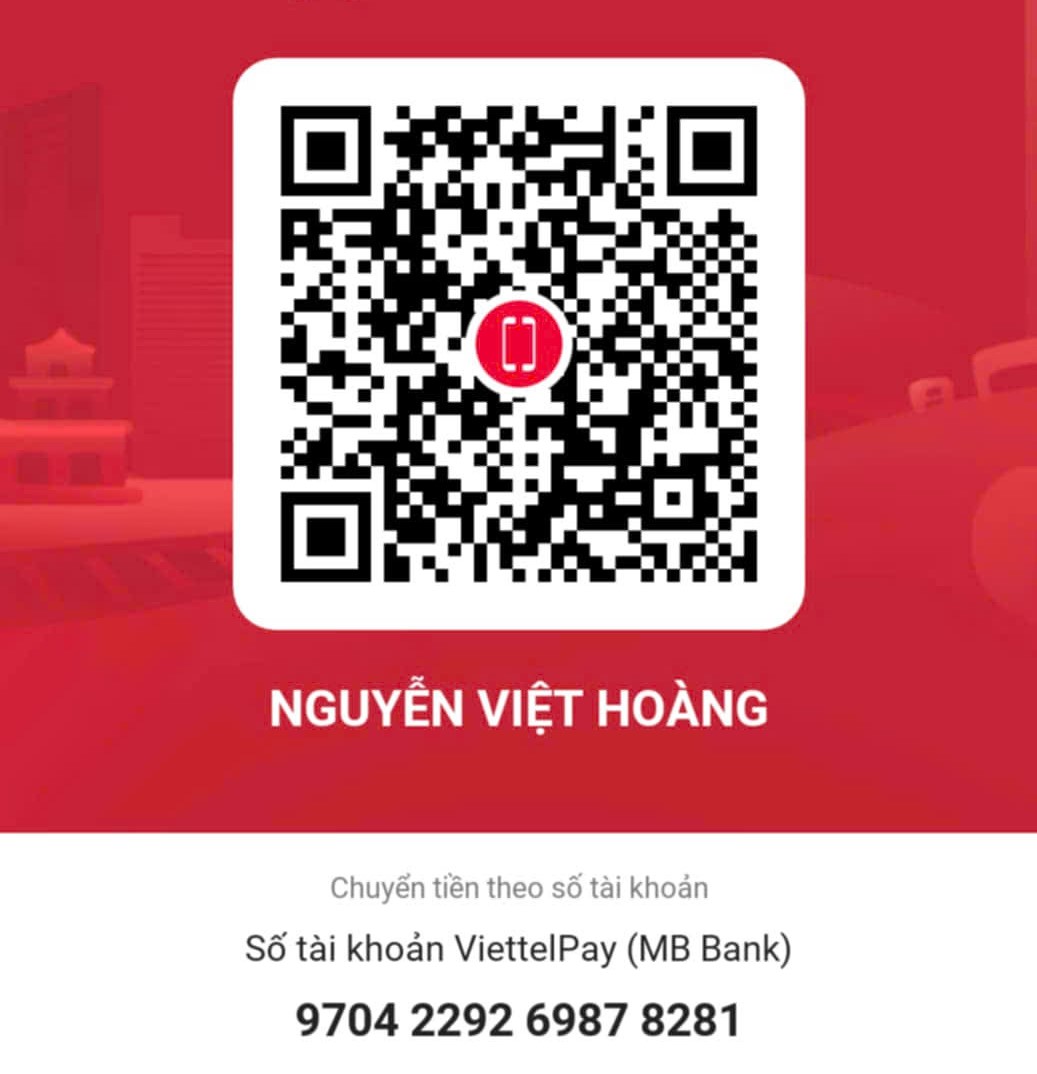 NGUYỄN VIỆT HOÀNG
Chuyển tiền theo số tài khoản
Số tài khoản ViettelPay (MB Bank)
9704 2292 6987 8281